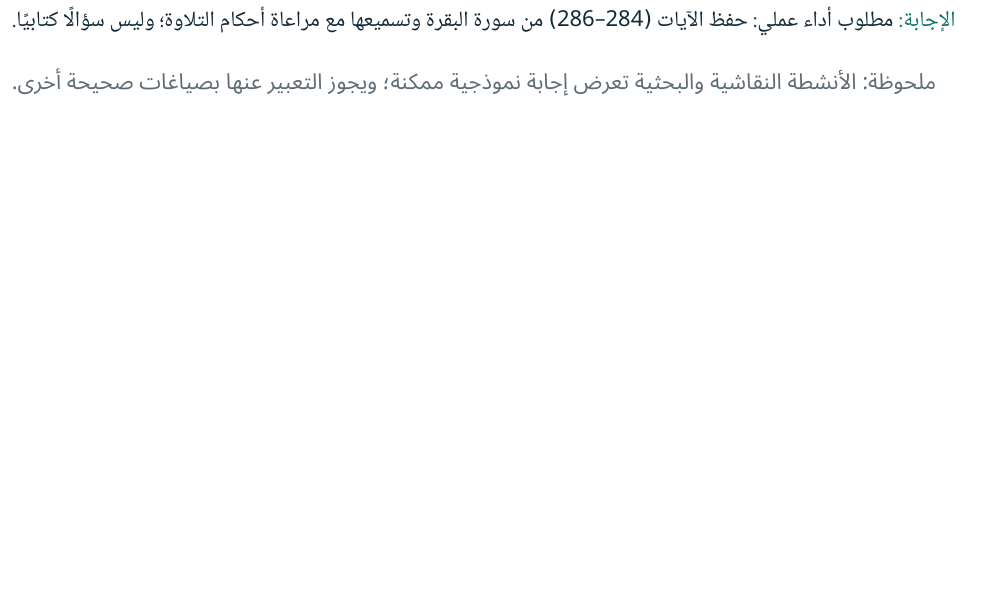 الإجابة: مطلوب أداء عملي: حفظ الآيات (284–286) من سورة البقرة وتسميعها مع مراعاة أحكام التلاوة؛ وليس سؤالًا كتابيًا.
ملحوظة: الأنشطة النقاشية والبحثية تعرض إجابة نموذجية ممكنة؛ ويجوز التعبير عنها بصياغات صحيحة أخرى.